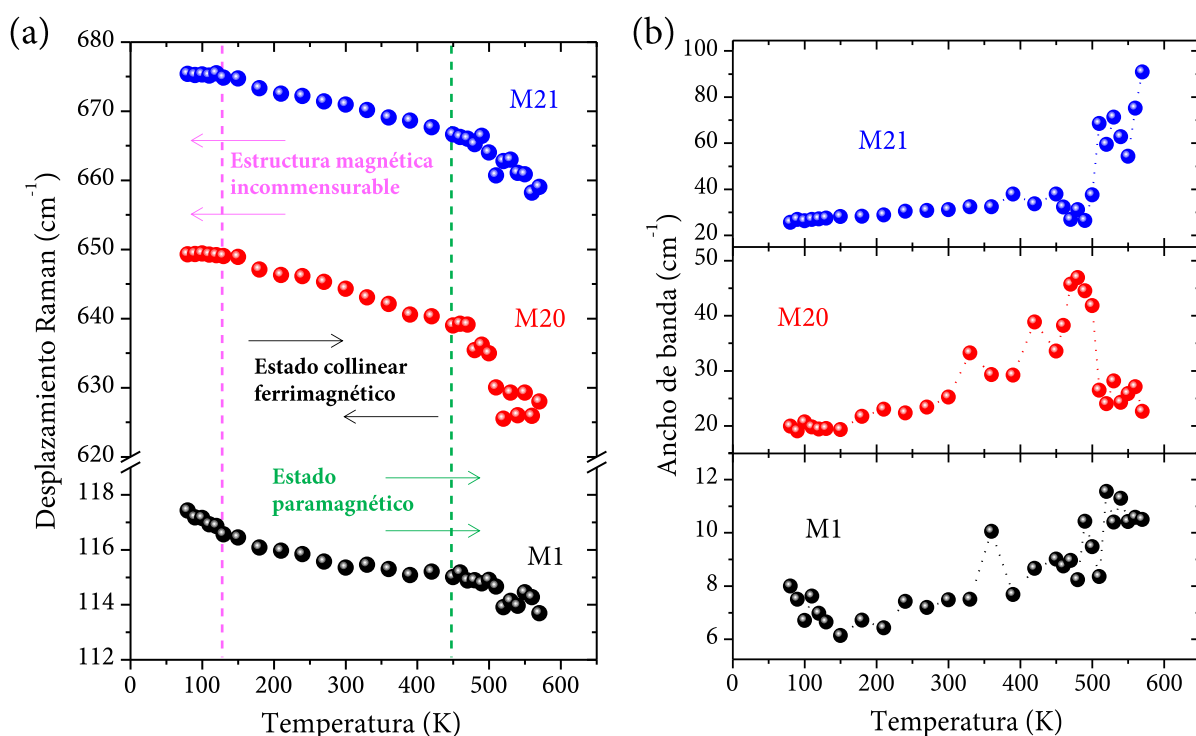 (a)
680
670
660
650
640
630
620
118
116
114
112
Desplazamiento Raman (cm⁻¹)
M21
Estructura magnética
incommensurable
M20
Estado collinear
ferrimagnético
Estado
paramagnético
M1
0 100 200 300 400 500 600
Temperatura (K)
(b)
100
80
60
40
20
50
40
30
20
12
10
8
6
Ancho de banda (cm⁻¹)
M21
M20
M1
0 100 200 300 400 500 600
Temperatura (K)